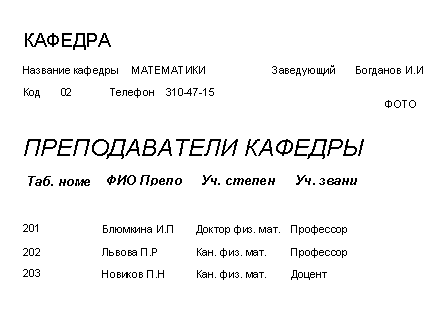 КАФЕДРА
Название кафедры МАТЕМАТИКИ Заведующий Богданов И.И
Код 02 Телефон 310-47-15
ФОТО
ПРЕПОДАВАТЕЛИ КАФЕДРЫ
Таб. номе ФИО Препо Уч. степен Уч. звани
201 Блюмкина И.П Доктор физ. мат. Профессор
202 Львова П.Р Кан. физ. мат. Профессор
203 Новиков П.Н Кан. физ. мат. Доцент